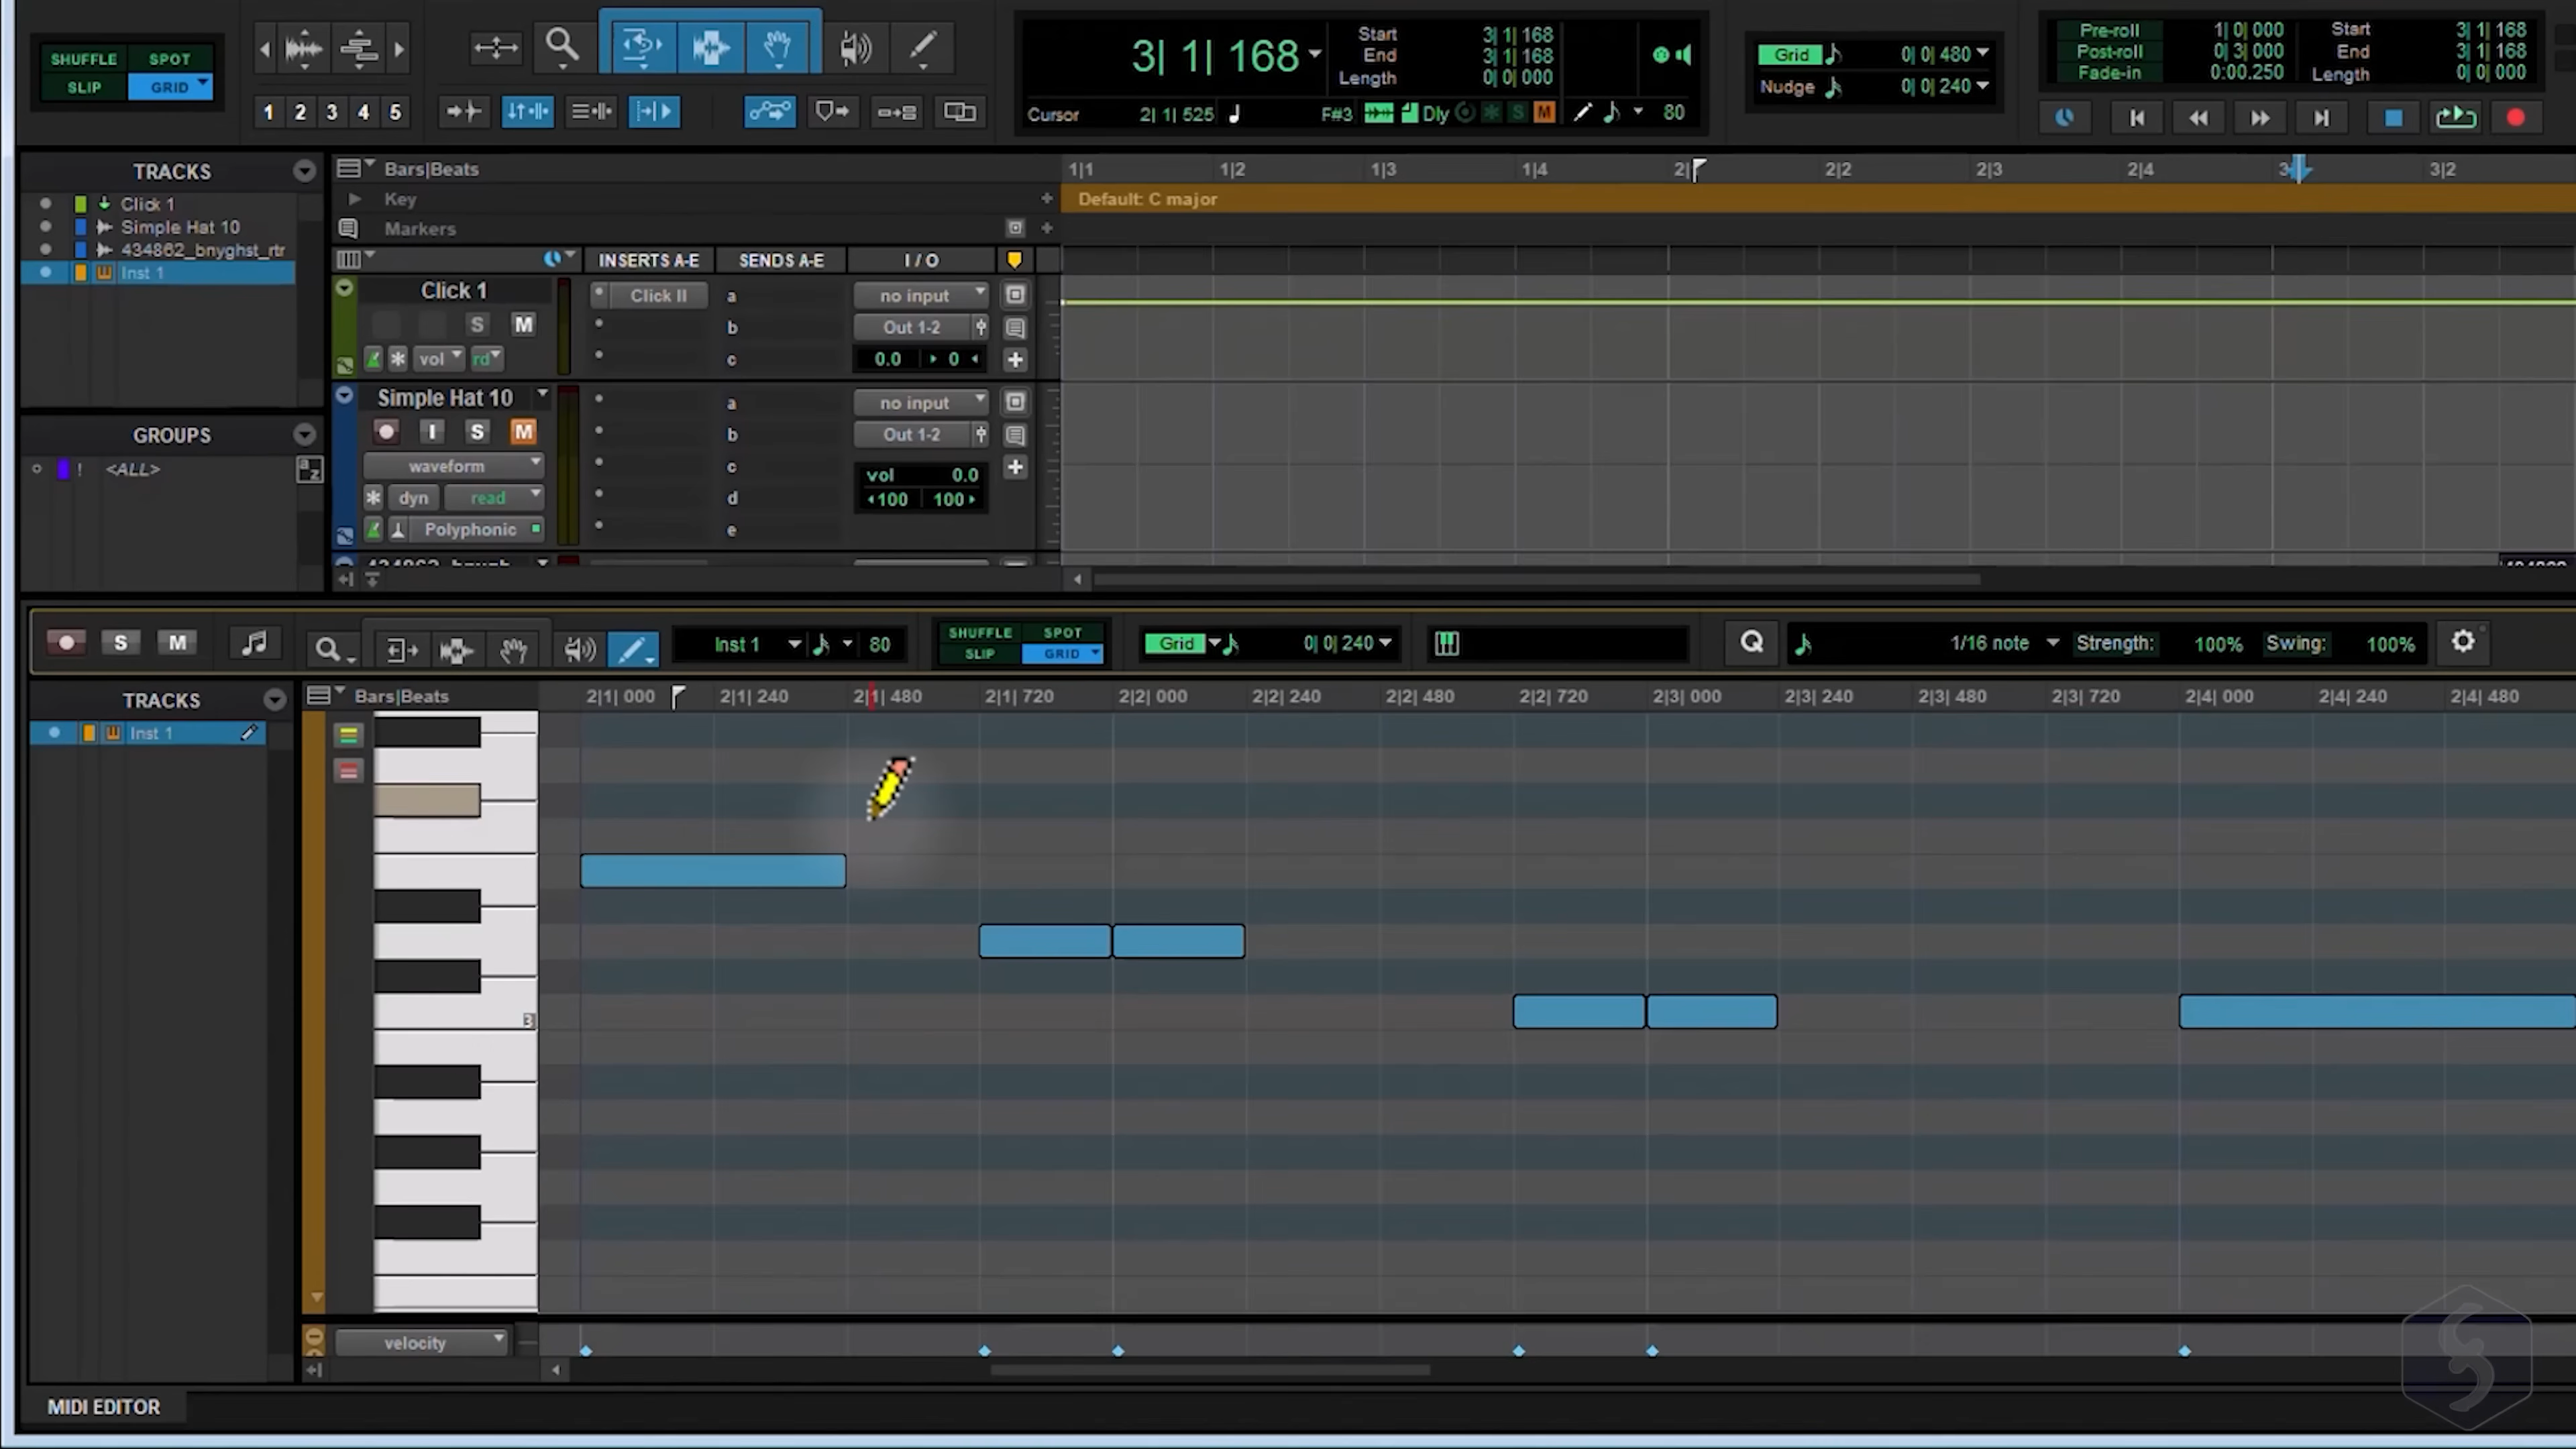 SHUFFLE SPOT
SLIP GRID
1 2 3 4 5
3| 1| 168
Start 3| 1| 168
End 3| 1| 168
Length 0| 0| 000
Cursor 2| 1| 525 F#3 Dly S M 80
Grid 0| 0| 480
Nudge 0| 0| 240
Pre-roll 1| 0| 000
Post-roll 0| 3| 000
Fade-in 0:00.250
Start 3| 1| 168
End 3| 1| 168
Length 0| 0| 000
TRACKS
Click 1
Simple Hat 10
434862_bnyghst_rtr
Inst 1
GROUPS
! <ALL>
a z
Bars|Beats 1|1 1|2 1|3 1|4 2| 2|2 2|3 2|4 3 3|2
Key Default: C major
Markers
INSERTS A-E SENDS A-E I / O
Click 1 Click II a no input
S M b Out 1-2
vol rd c 0.0 0
Simple Hat 10 a no input
I S M b Out 1-2
waveform c vol 0.0
dyn read d 100 100
Polyphonic e
S M Inst 1 80
SHUFFLE SPOT
SLIP GRID
Grid 0| 0| 240 Q 1/16 note Strength: 100% Swing: 100%
TRACKS
Inst 1
Bars|Beats 2|1| 000 2|1| 240 2|1| 480 2|1| 720 2|2| 000 2|2| 240 2|2| 480 2|2| 720 2|3| 000 2|3| 240 2|3| 480 2|3| 720 2|4| 000 2|4| 240 2|4| 480
3
velocity
MIDI EDITOR